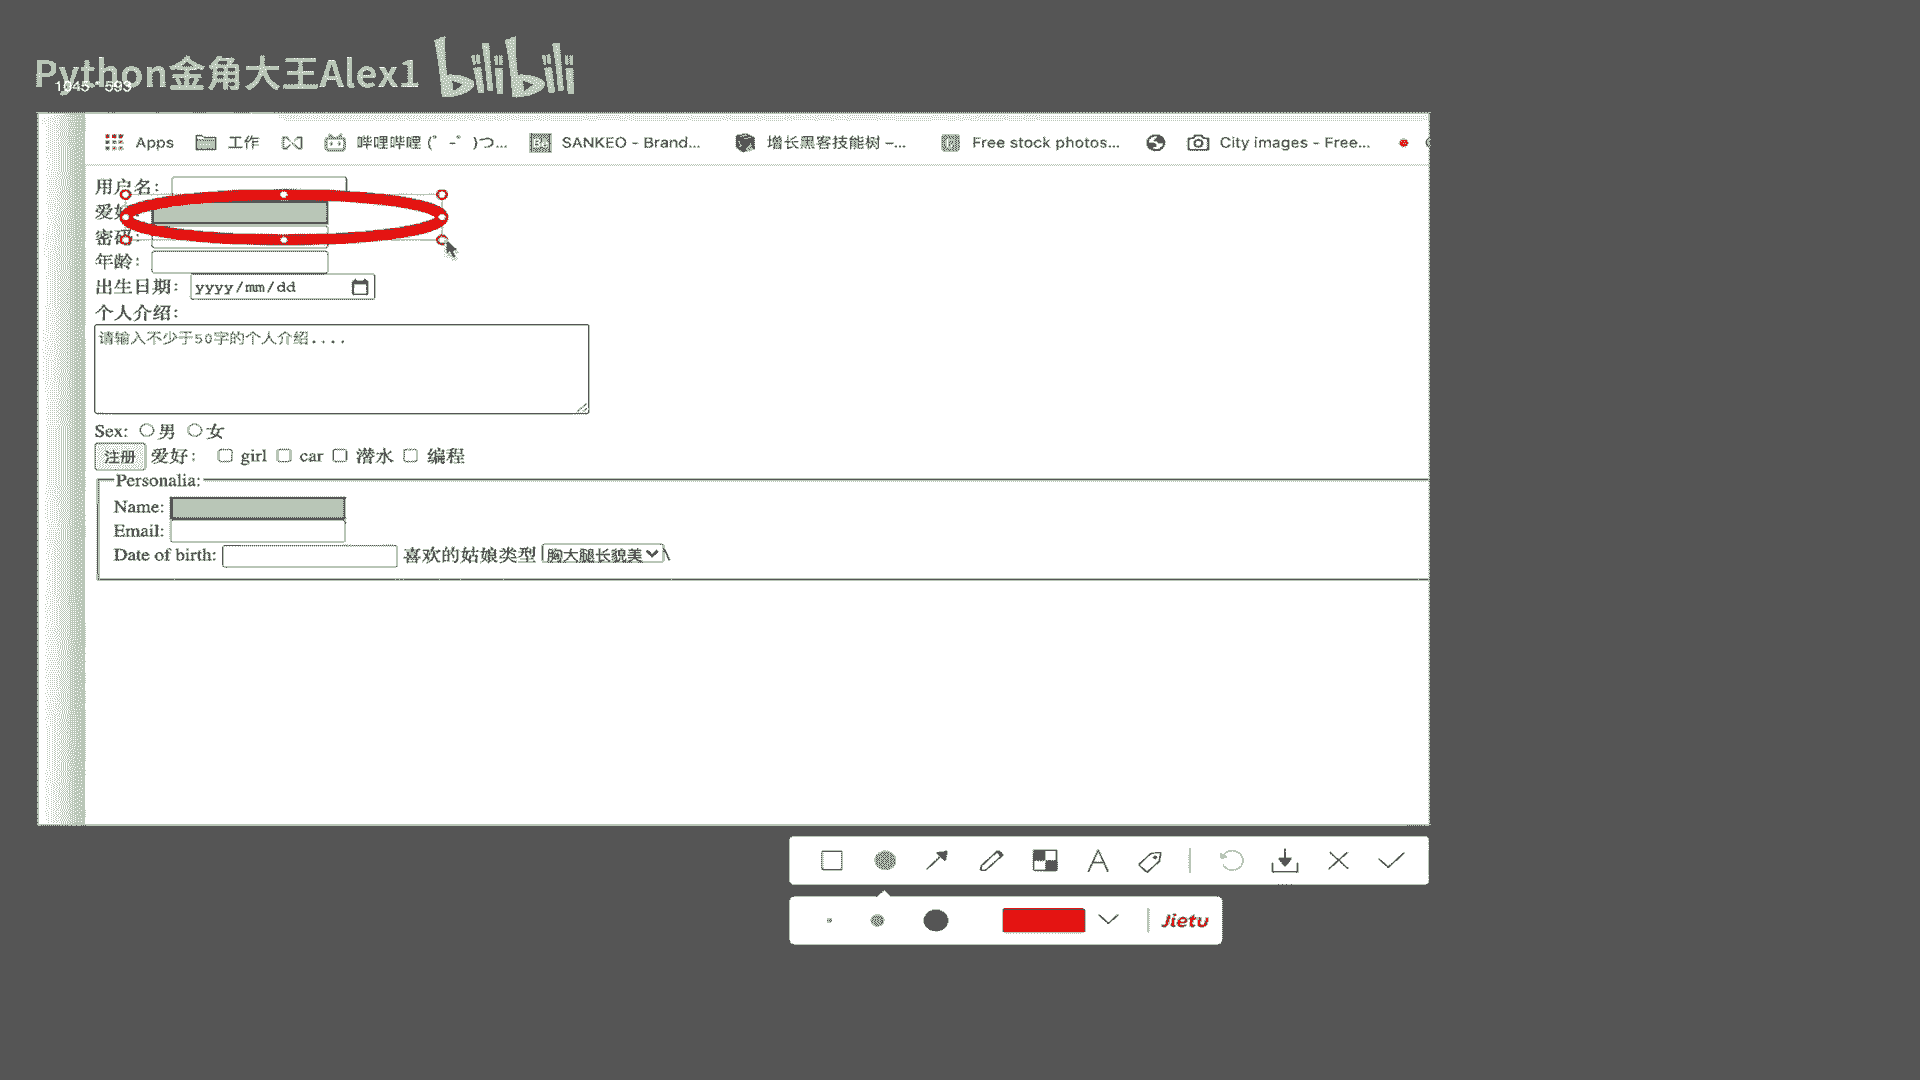 Python金角大王Alex1 bilibili
1045 * 593
Apps 工作 哔哩哔哩 (゜-゜)つ... Be SANKEO - Brand... 增长黑客技能树 –... Free stock photos... City images - Free...
用户名：
爱好
密码：
年龄：
出生日期： yyyy/mm/dd
个人介绍：
请输入不少于50字的个人介绍....
Sex: 男 女
注册 爱好： girl car 潜水 编程
Personalia:
Name:
Email:
Date of birth: 喜欢的姑娘类型 胸大腿长貌美 \
A
Jietu